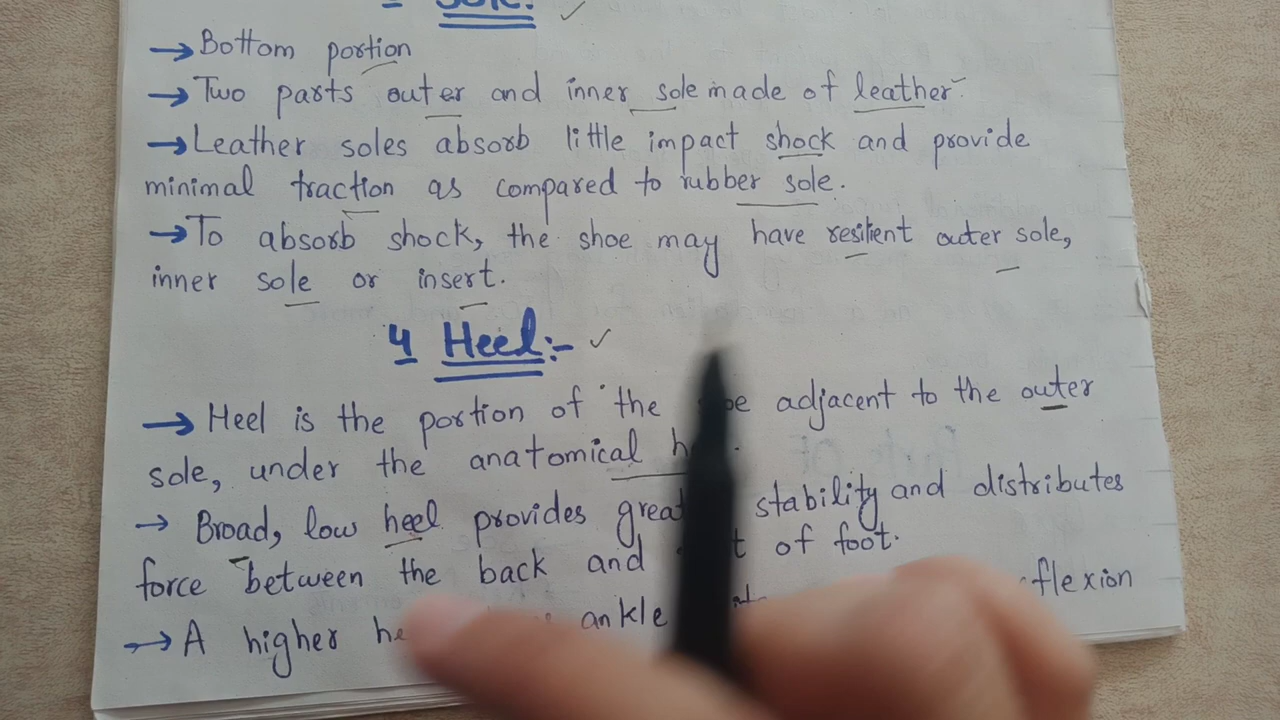 Sole:
→ Bottom portion
→ Two parts outer and inner sole made of leather.
→ Leather soles absorb little impact shock and provide
minimal traction as compared to rubber sole.
→ To absorb shock, the shoe may have resilient outer sole,
inner sole or insert.
4 Heel:-
→ Heel is the portion of the adjacent to the outer
sole, under the anatomical
→ Broad, low heel provides stability and distributes
force between the back and of foot.
→ A higher ankle flexion